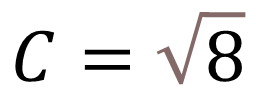 C = √8